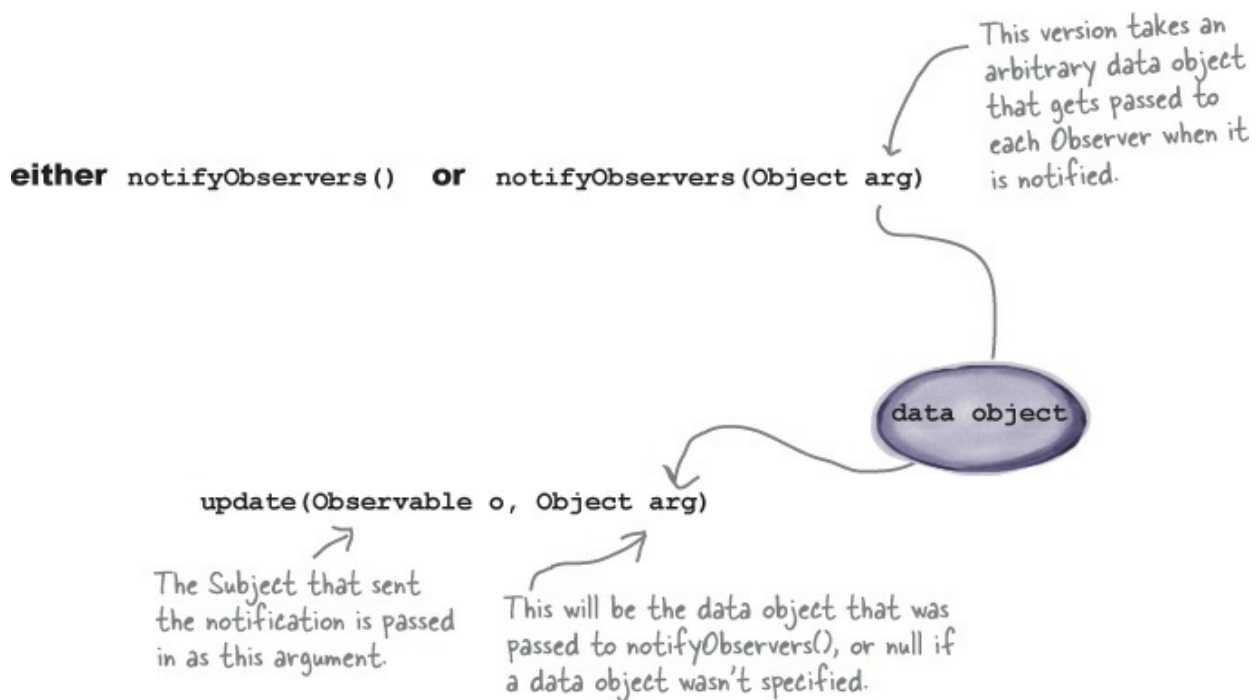 This version takes an
arbitrary data object
that gets passed to
each Observer when it
is notified.
either notifyObservers() or notifyObservers(Object arg)
data object
update(Observable o, Object arg)
The Subject that sent
the notification is passed
in as this argument.
This will be the data object that was
passed to notifyObservers(), or null if
a data object wasn't specified.